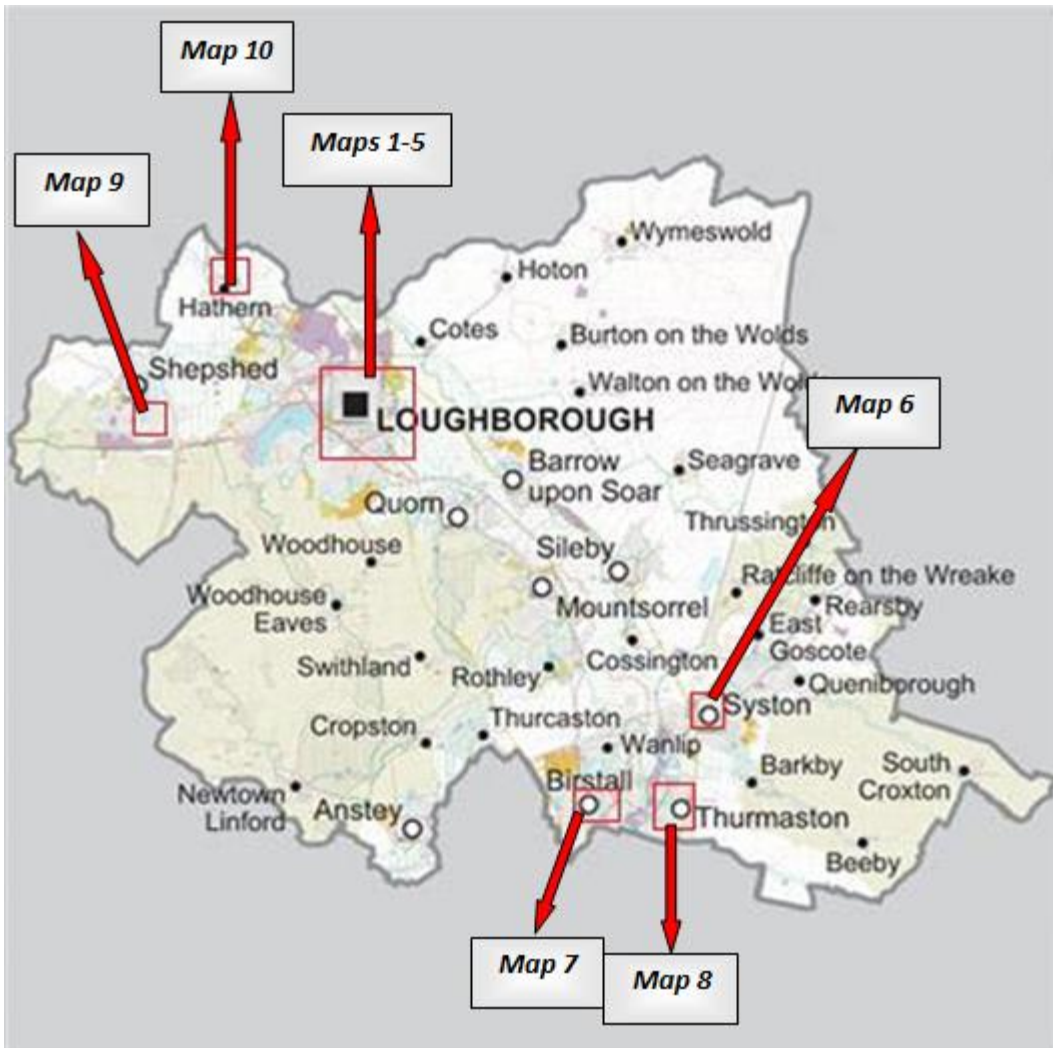 Map 10
Maps 1-5
Map 9
Wymeswold
Hoton
Hathern
Cotes
Burton on the Wolds
Shepshed
Walton on the Wolds
Map 6
LOUGHBOROUGH
Barrow
upon Soar
Seagrave
Quorn
Thrussington
Woodhouse
Sileby
Ratcliffe on the Wreake
Woodhouse
Eaves
Mountsorrel
Rearsby
East
Goscote
Swithland
Rothley
Cossington
Queniborough
Syston
Cropston
Thurcaston
Wanlip
Barkby
South
Croxton
Newtown
Linford
Anstey
Birstall
Thurmaston
Beeby
Map 7
Map 8